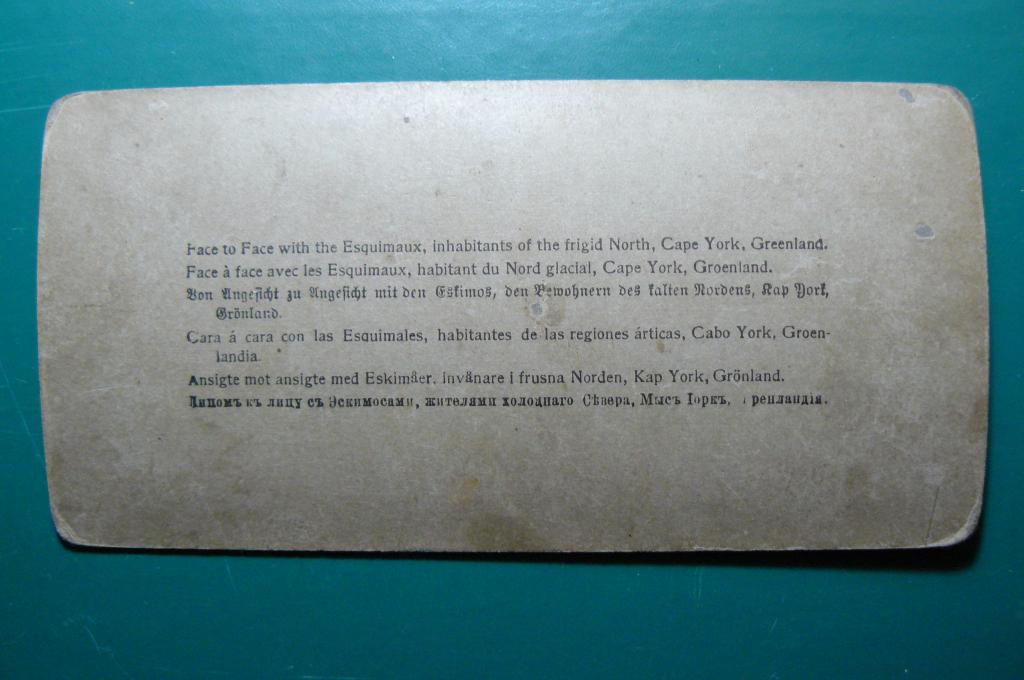 Face to Face with the Esquimaux, inhabitants of the frigid North, Cape York, Greenland.
Face à face avec les Esquimaux, habitant du Nord glacial, Cape York, Groenland.
Von Angesicht zu Angesicht mit den Eskimos, den Bewohnern des kalten Nordens, Kap York,
Grönland.
Cara á cara con las Esquimales, habitantes de las regiones árticas, Cabo York, Groen-
landia.
Ansigte mot ansigte med Eskimåer, invånare i frusna Norden, Kap York, Grönland.
Лицомъ къ лицу съ Эскимосами, жителями холоднаго Сѣвера, Мысъ Іоркъ, Гренландія.